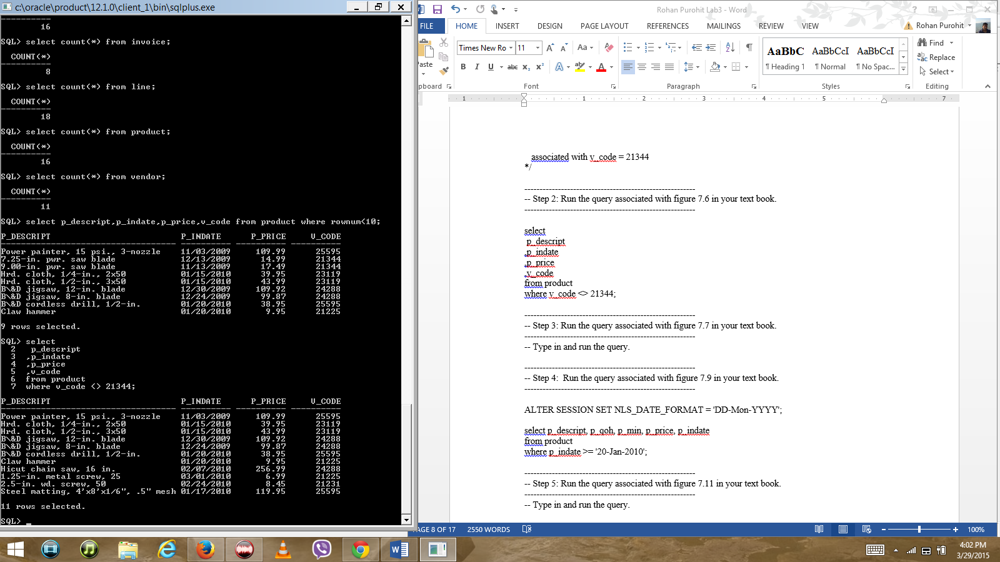 c:\oracle\product\12.1.0\client_1\bin\sqlplus.exe
----------
16
SQL> select count(*) from invoice;
COUNT(*)
----------
8
SQL> select count(*) from line;
COUNT(*)
----------
18
SQL> select count(*) from product;
COUNT(*)
----------
16
SQL> select count(*) from vendor;
COUNT(*)
----------
11
SQL> select p_descript,p_indate,p_price,v_code from product where rownum<10;
P_DESCRIPT P_INDATE P_PRICE V_CODE
----------------------------------- ---------- ---------- ----------
Power painter, 15 psi., 3-nozzle 11/03/2009 109.99 25595
7.25-in. pwr. saw blade 12/13/2009 14.99 21344
9.00-in. pwr. saw blade 11/13/2009 17.49 21344
Hrd. cloth, 1/4-in., 2x50 01/15/2010 39.95 23119
Hrd. cloth, 1/2-in., 3x50 01/15/2010 43.99 23119
B\&D jigsaw, 12-in. blade 12/30/2009 109.92 24288
B\&D jigsaw, 8-in. blade 12/24/2009 99.87 24288
B\&D cordless drill, 1/2-in. 01/20/2010 38.95 25595
Claw hammer 01/20/2010 9.95 21225
9 rows selected.
SQL> select
2 p_descript
3 ,p_indate
4 ,p_price
5 ,v_code
6 from product
7 where v_code <> 21344;
P_DESCRIPT P_INDATE P_PRICE V_CODE
----------------------------------- ---------- ---------- ----------
Power painter, 15 psi., 3-nozzle 11/03/2009 109.99 25595
Hrd. cloth, 1/4-in., 2x50 01/15/2010 39.95 23119
Hrd. cloth, 1/2-in., 3x50 01/15/2010 43.99 23119
B\&D jigsaw, 12-in. blade 12/30/2009 109.92 24288
B\&D jigsaw, 8-in. blade 12/24/2009 99.87 24288
B\&D cordless drill, 1/2-in. 01/20/2010 38.95 25595
Claw hammer 01/20/2010 9.95 21225
Hicut chain saw, 16 in. 02/07/2010 256.99 24288
1.25-in. metal screw, 25 03/01/2010 6.99 21225
2.5-in. wd. screw, 50 02/24/2010 8.45 21231
Steel matting, 4'x8'x1/6", .5" mesh 01/17/2010 119.95 25595
11 rows selected.
SQL> _
Rohan Purohit Lab3 - Word
FILE HOME INSERT DESIGN PAGE LAYOUT REFERENCES MAILINGS REVIEW VIEW Rohan Purohit
Times New Ro 11 Aa
B I U abc x₂ x² A ab A
aste
pboard Font Paragraph Styles Editing
AaBbC AaBbCcI AaBbCcI
¶ Heading 1 ¶ Normal ¶ No Spac...
Find
Replace
Select
1 1 2 3 4 5 7
associated with v_code = 21344
*/
--------------------------------------------------------
-- Step 2: Run the query associated with figure 7.6 in your text book.
--------------------------------------------------------
select
p_descript
,p_indate
,p_price
,v_code
from product
where v_code <> 21344;
--------------------------------------------------------
-- Step 3: Run the query associated with figure 7.7 in your text book.
--------------------------------------------------------
-- Type in and run the query.
--------------------------------------------------------
-- Step 4:  Run the query associated with figure 7.9 in your text book.
--------------------------------------------------------
ALTER SESSION SET NLS_DATE_FORMAT = 'DD-Mon-YYYY';
select p_descript, p_qoh, p_min, p_price, p_indate
from product
where p_indate >= '20-Jan-2010';
--------------------------------------------------------
-- Step 5: Run the query associated with figure 7.11 in your text book.
--------------------------------------------------------
-- Type in and run the query.
AGE 8 OF 17 2550 WORDS 100%
4:02 PM
3/29/2015